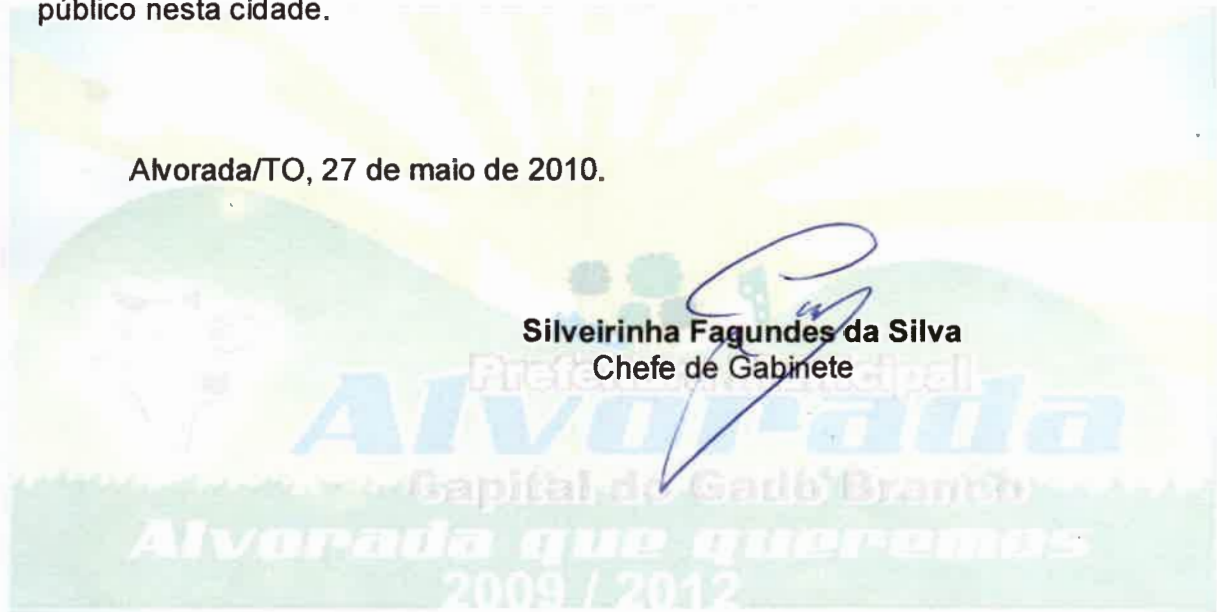 público nesta cidade.
Alvorada/TO, 27 de maio de 2010.
Silveirinha Fagundes da Silva
Chefe de Gabinete
Prefeitura Municipal
Alvorada
Capital do Gado Branco
Alvorada que queremos
2009 / 2012